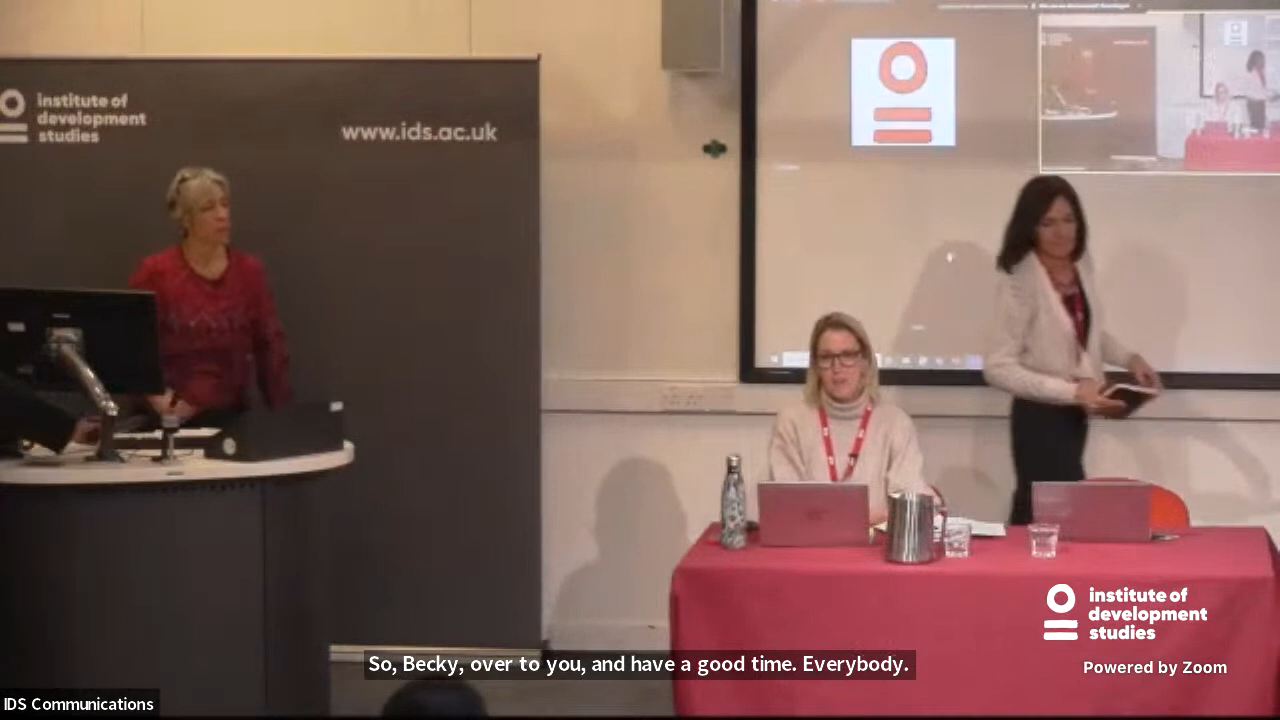 institute of
development
studies
www.ids.ac.uk
institute of
development
studies
So, Becky, over to you, and have a good time. Everybody.
Powered by Zoom
IDS Communications